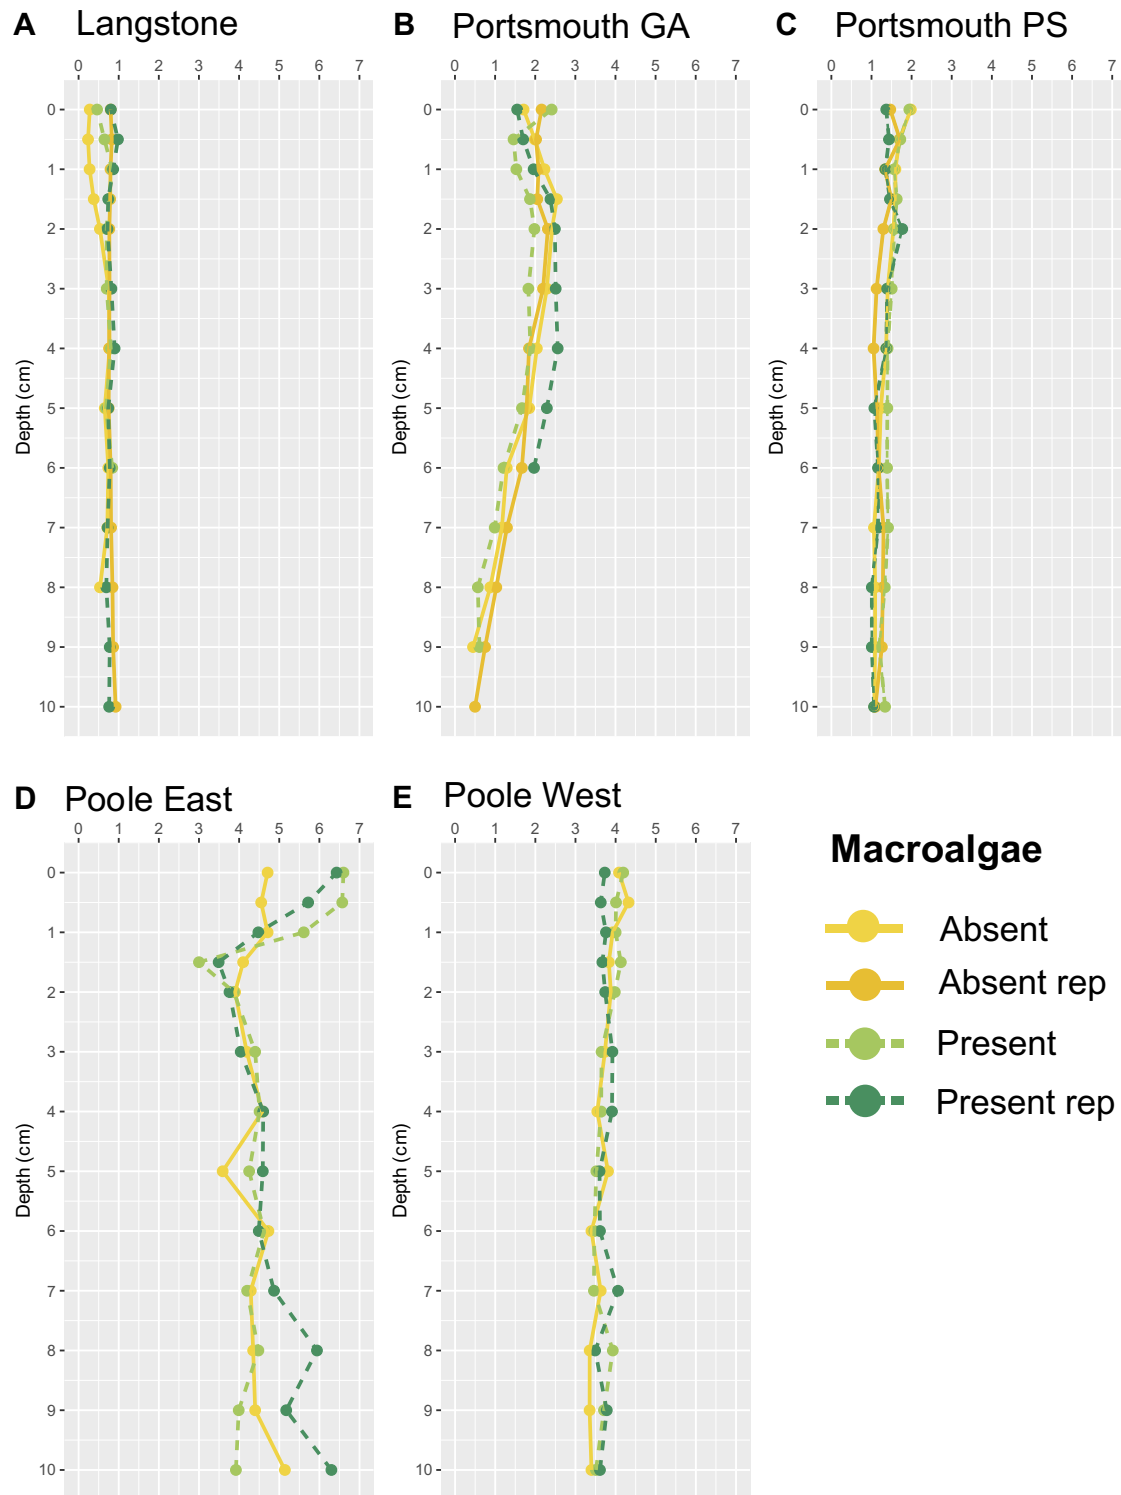 A Langstone
B Portsmouth GA
C Portsmouth PS
0 1 2 3 4 5 6 7
0 1 2 3 4 5 6 7
0 1 2 3 4 5 6 7
Depth (cm)
0
1
2
3
4
5
6
7
8
9
10
Depth (cm)
0
1
2
3
4
5
6
7
8
9
10
Depth (cm)
0
1
2
3
4
5
6
7
8
9
10
D Poole East
E Poole West
0 1 2 3 4 5 6 7
0 1 2 3 4 5 6 7
Depth (cm)
0
1
2
3
4
5
6
7
8
9
10
Depth (cm)
0
1
2
3
4
5
6
7
8
9
10
Macroalgae
Absent
Absent rep
Present
Present rep